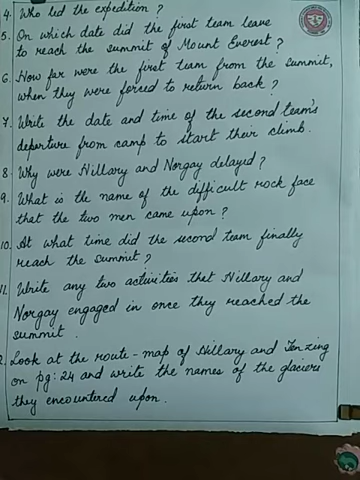 4. Who led the expedition?
5. On which date did the first team leave
to reach the summit of Mount Everest?
6. How far were the first team from the summit,
when they were forced to return back?
7. Write the date and time of the second team's
departure from camp to start their climb.
8. Why were Hillary and Norgay delayed?
9. What is the name of the difficult rock face
that the two men came upon?
10. At what time did the second team finally
reach the summit?
11. Write any two activities that Hillary and
Norgay engaged in once they reached the
summit.
2. Look at the route-map of Hillary and Tenzing
on pg: 24 and write the names of the glaciers
they encountered upon.